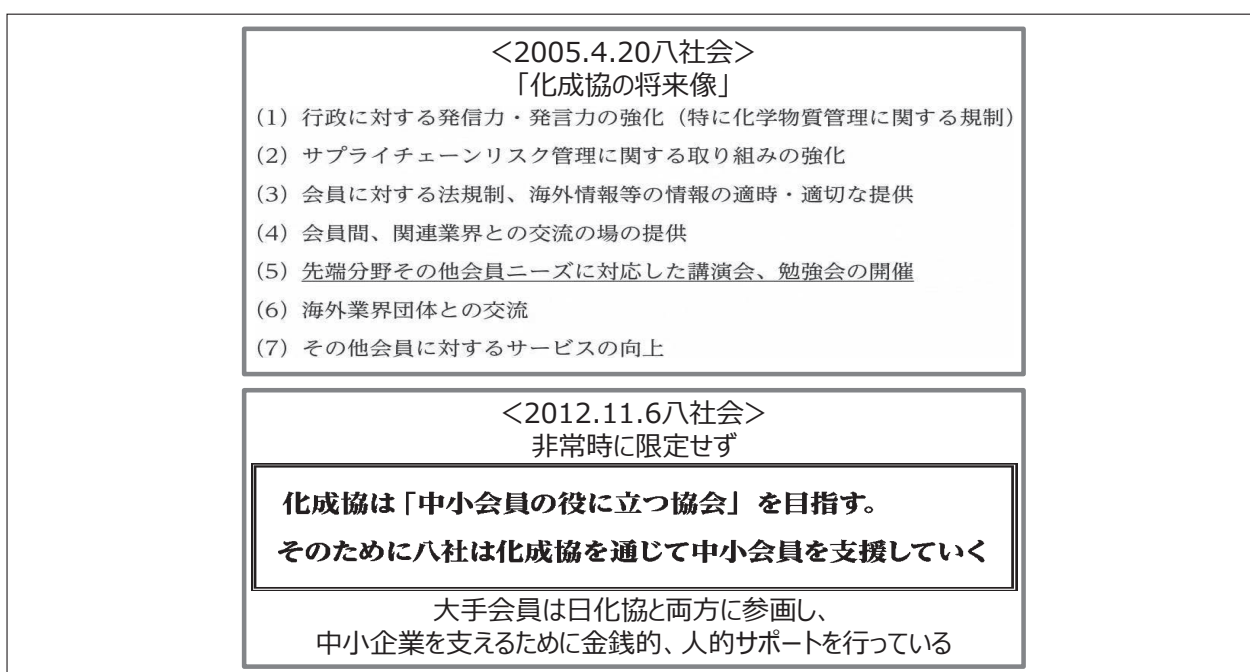 ＜2005.4.20八社会＞
「化成協の将来像」
(1) 行政に対する発信力・発言力の強化（特に化学物質管理に関する規制）
(2) サプライチェーンリスク管理に関する取り組みの強化
(3) 会員に対する法規制、海外情報等の情報の適時・適切な提供
(4) 会員間、関連業界との交流の場の提供
(5) 先端分野その他会員ニーズに対応した講演会、勉強会の開催
(6) 海外業界団体との交流
(7) その他会員に対するサービスの向上
＜2012.11.6八社会＞
非常時に限定せず
化成協は「中小会員の役に立つ協会」を目指す。
そのために八社は化成協を通じて中小会員を支援していく
大手会員は日化協と両方に参画し、
中小企業を支えるために金銭的、人的サポートを行っている